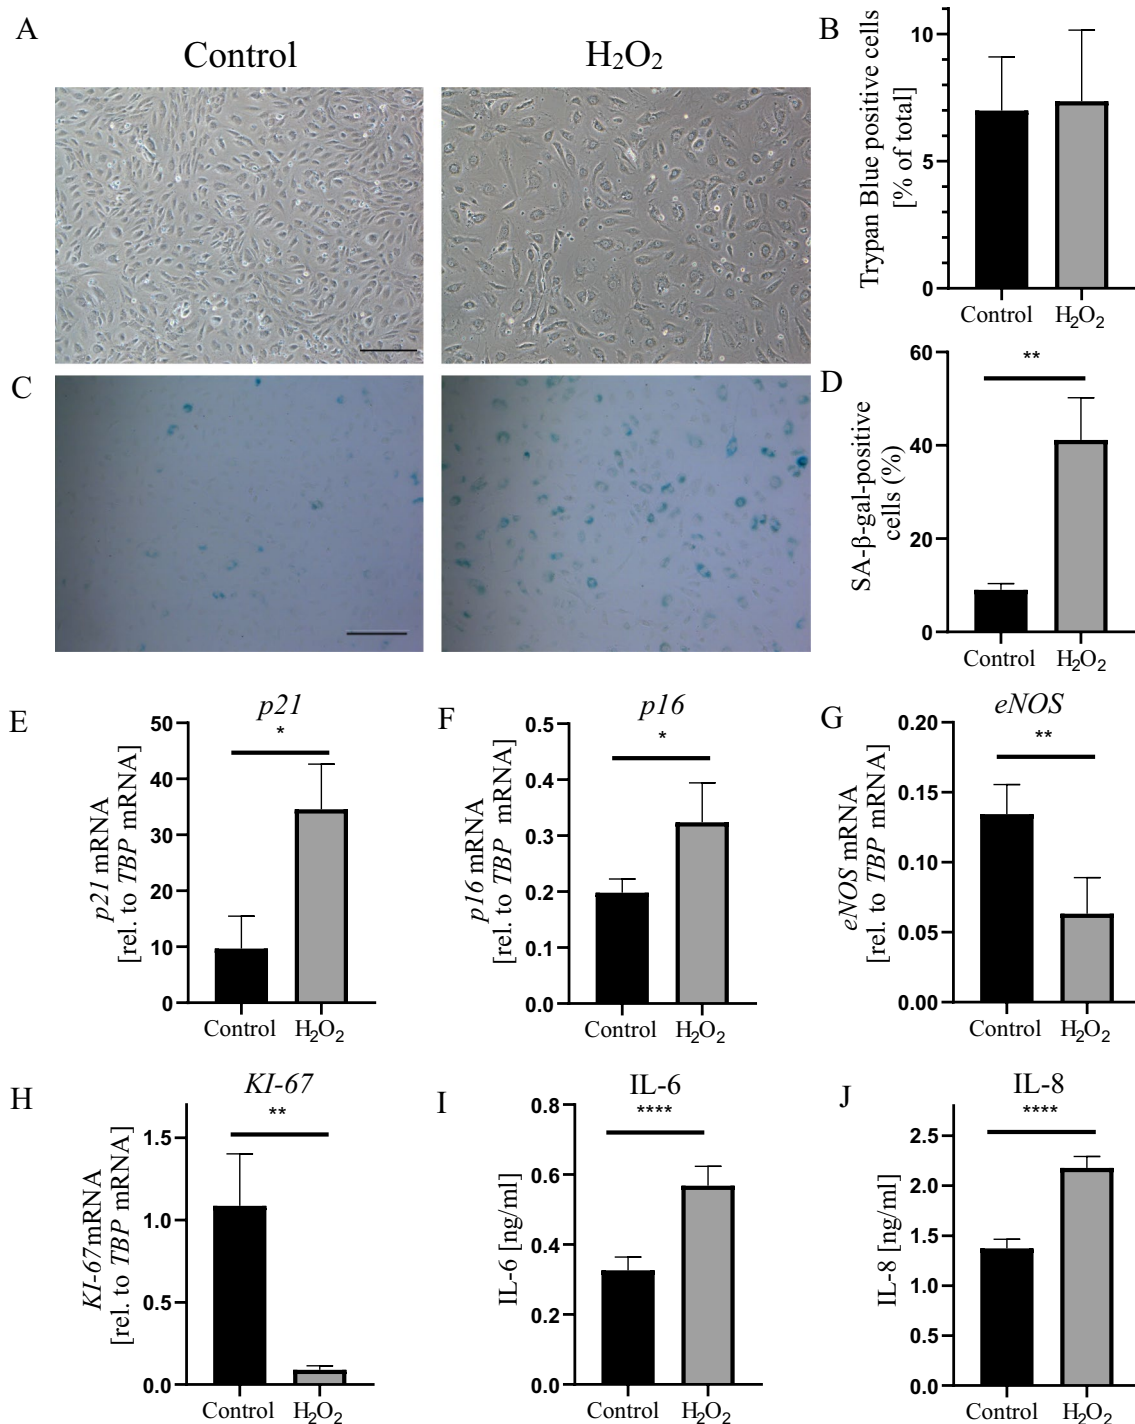 A
Control
H₂O₂
B
Trypan Blue positive cells
[% of total]
10
5
0
Control
H₂O₂
C
D
SA-β-gal-positive
cells (%)
60
40
20
0
**
Control
H₂O₂
E
p21
p21 mRNA
[rel. to TBP mRNA]
50
40
30
20
10
0
*
Control
H₂O₂
F
p16
p16 mRNA
[rel. to TBP mRNA]
0.5
0.4
0.3
0.2
0.1
0.0
*
Control
H₂O₂
G
eNOS
eNOS mRNA
[rel. to TBP mRNA]
0.20
0.15
0.10
0.05
0.00
**
Control
H₂O₂
H
KI-67
KI-67mRNA
[rel. to TBP mRNA]
1.5
1.0
0.5
0.0
**
Control
H₂O₂
I
IL-6
IL-6 [ng/ml]
0.8
0.6
0.4
0.2
0.0
****
Control
H₂O₂
J
IL-8
IL-8 [ng/ml]
2.5
2.0
1.5
1.0
0.5
0.0
****
Control
H₂O₂